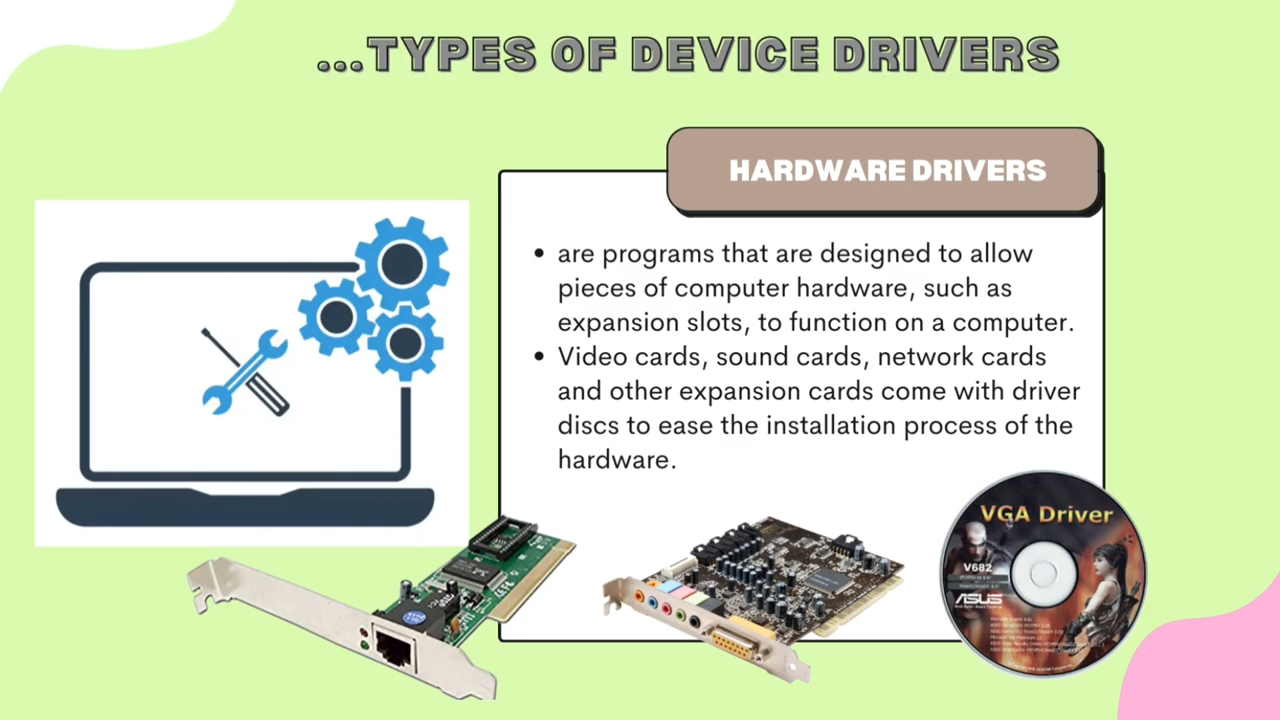 ...TYPES OF DEVICE DRIVERS
HARDWARE DRIVERS
• are programs that are designed to allow
pieces of computer hardware, such as
expansion slots, to function on a computer.
• Video cards, sound cards, network cards
and other expansion cards come with driver
discs to ease the installation process of the
hardware.
VGA Driver
V682
ASUS